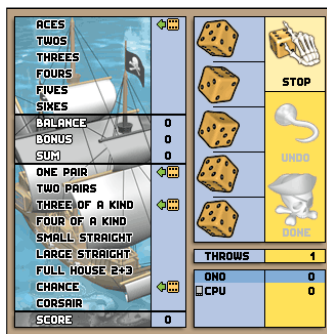 ACES
TWOS
THREES
FOURS
FIVES
SIXES
BALANCE 0
BONUS 0
SUM 0
ONE PAIR
TWO PAIRS
THREE OF A KIND
FOUR OF A KIND
SMALL STRAIGHT
LARGE STRAIGHT
FULL HOUSE 2+3
CHANCE
CORSAIR
SCORE 0
STOP
UNDO
DONE
THROWS 1
ONO 0
CPU 0